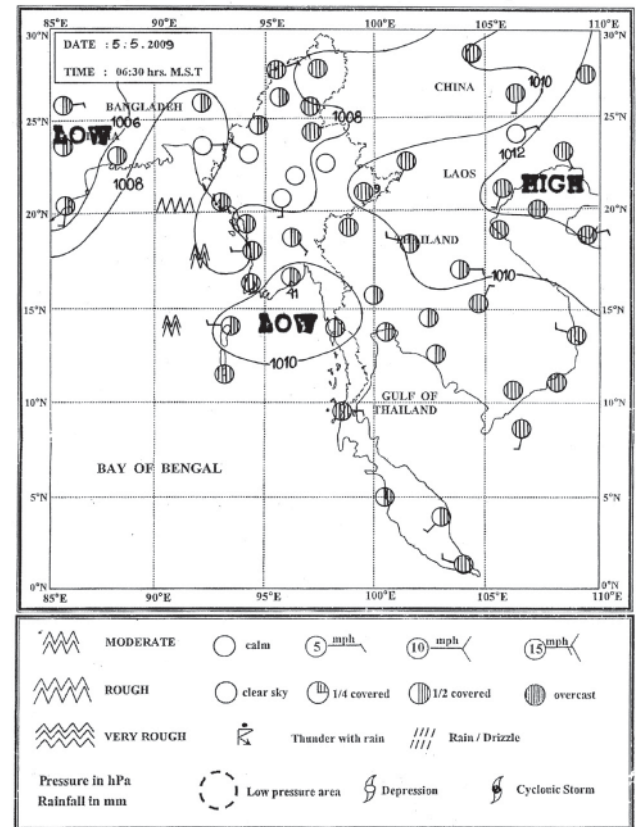 85°E 90°E 95°E 100°E 105°E 110°E
30°N 30°N
DATE : 5.5.2009
TIME : 06:30 hrs. M.S.T
CHINA
1010
BANGLADEH
1006
1008
25°N 25°N
LOW
1012
1008
LAOS
HIGH
9
20°N 20°N
THAILAND
1010
11
15°N 15°N
LOW
1010
10°N 10°N
GULF OF
THAILAND
BAY OF BENGAL
5°N 5°N
0°N 0°N
85°E 90°E 95°E 100°E 105°E 110°E
MODERATE calm 5 mph 10 mph 15 mph
ROUGH clear sky 1/4 covered 1/2 covered overcast
VERY ROUGH Thunder with rain Rain / Drizzle
Pressure in hPa
Rainfall in mm
Low pressure area Depression Cyclonic Storm